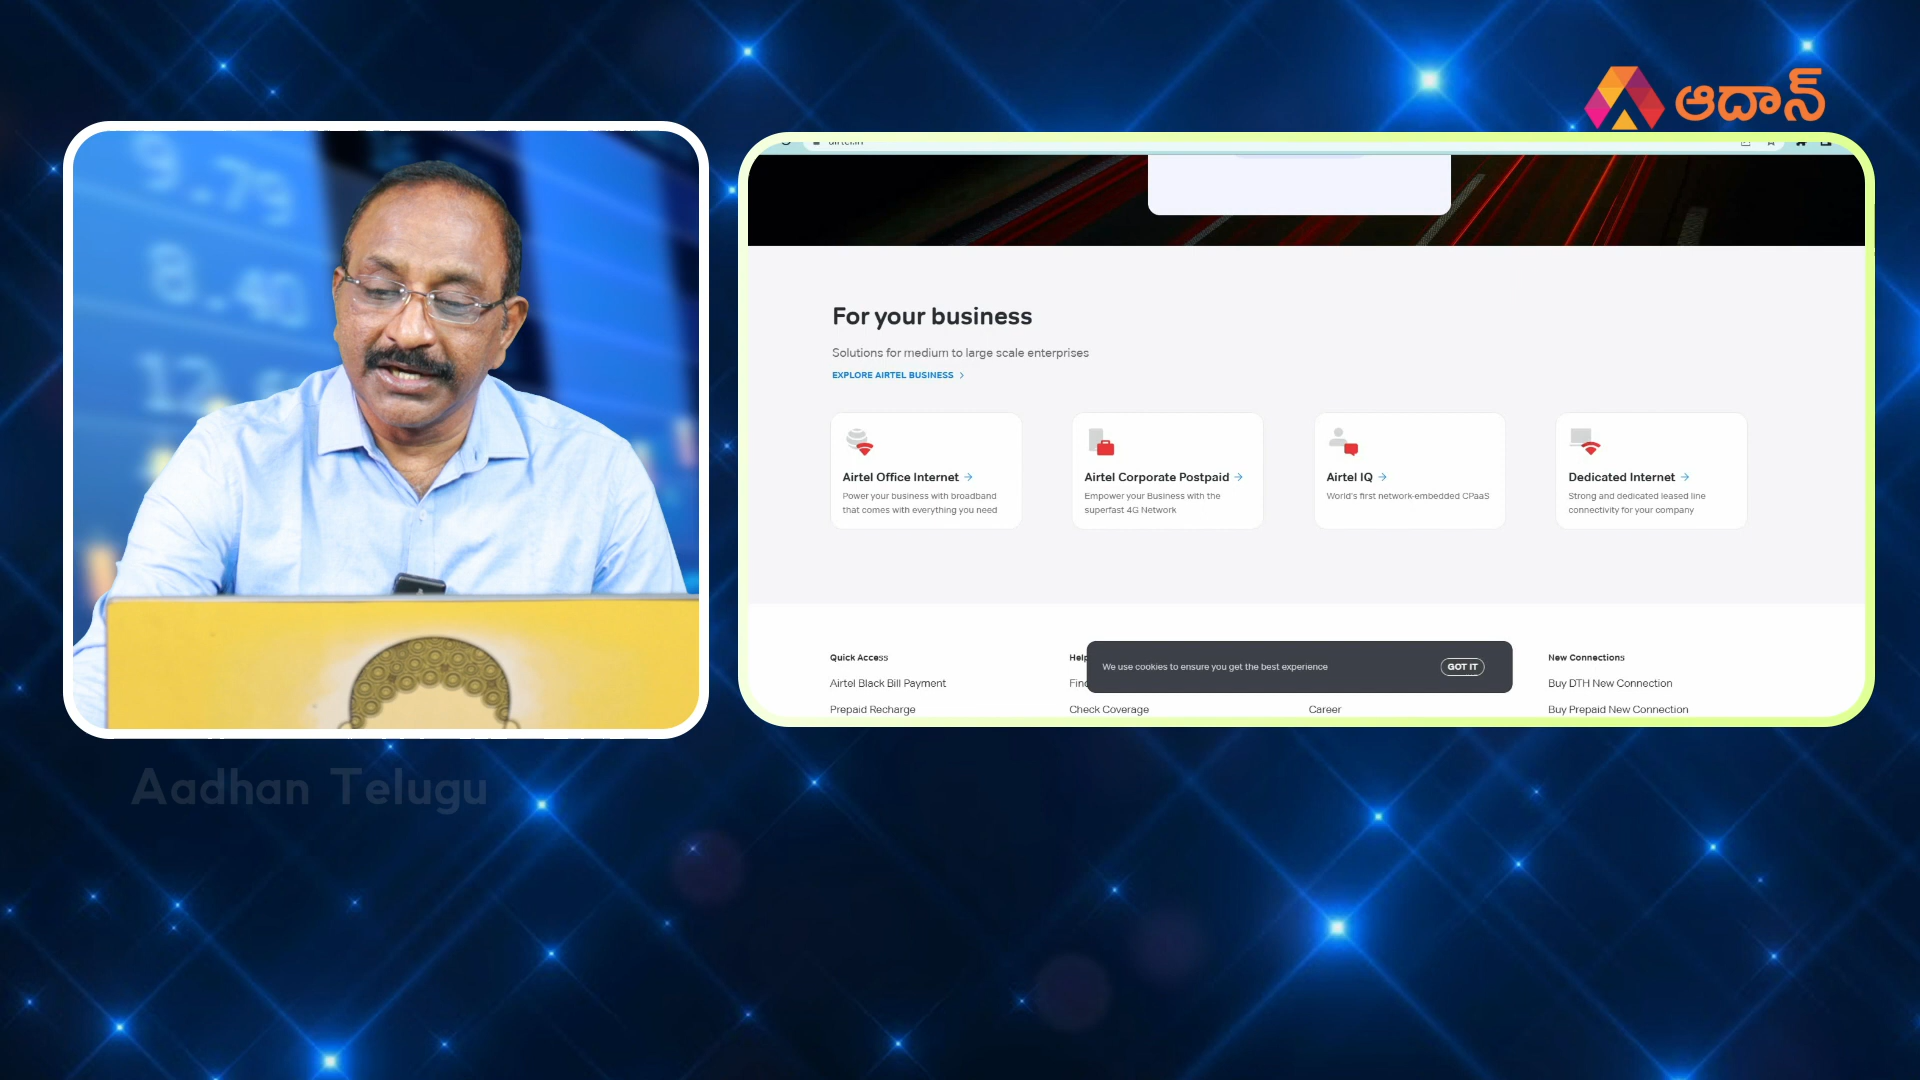 ఆదాన్
9.79
8.40
For your business
Solutions for medium to large scale enterprises
EXPLORE AIRTEL BUSINESS >
Airtel Office Internet →
Power your business with broadband
that comes with everything you need
Airtel Corporate Postpaid →
Empower your Business with the
superfast 4G Network
Airtel IQ →
World's first network-embedded CPaaS
Dedicated Internet →
Strong and dedicated leased line
connectivity for your company
We use cookies to ensure you get the best experience
GOT IT
Quick Access
Airtel Black Bill Payment
Prepaid Recharge
Check Coverage
Career
New Connections
Buy DTH New Connection
Buy Prepaid New Connection
Aadhan Telugu